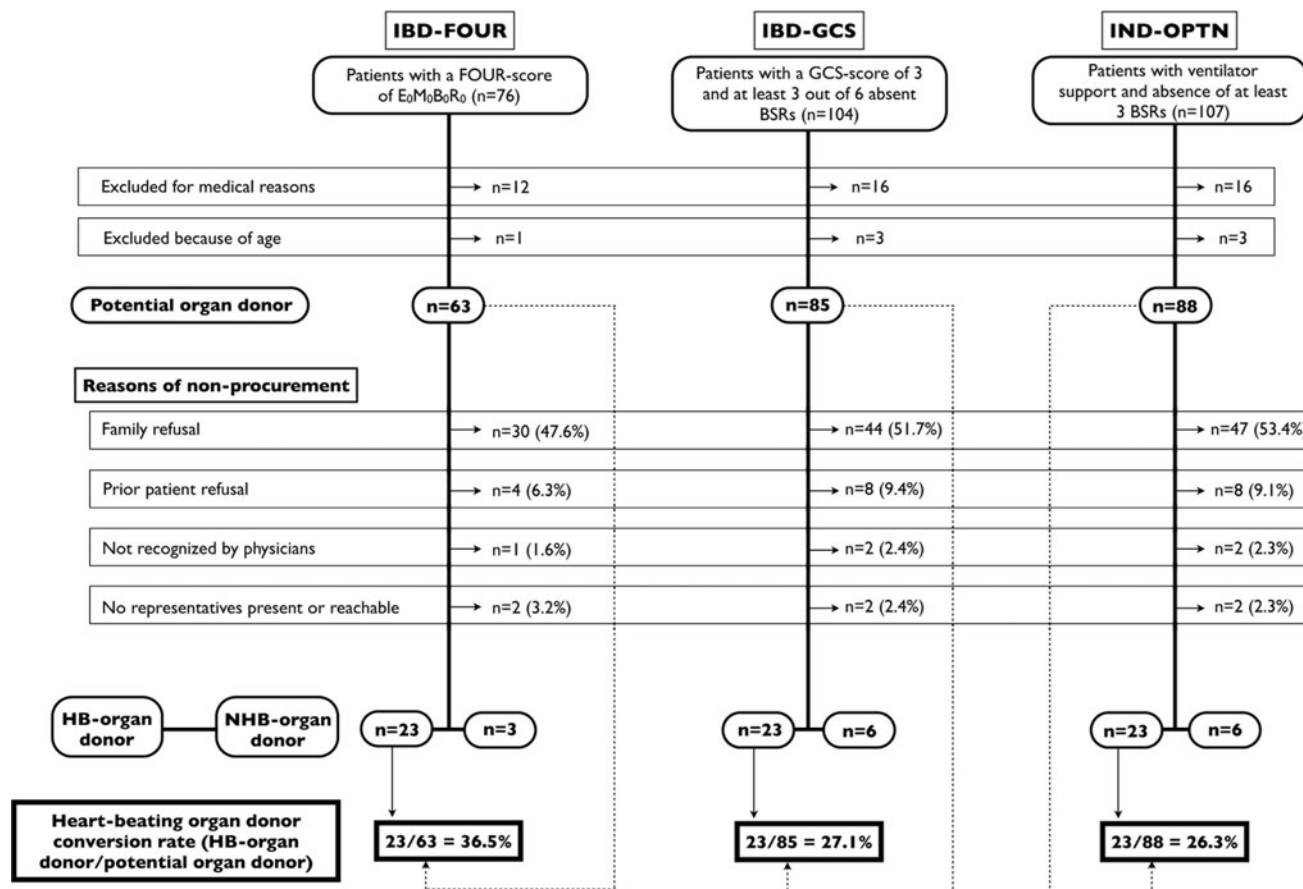 IBD-FOUR
IBD-GCS
IND-OPTN
Patients with a FOUR-score
of E₀M₀B₀R₀ (n=76)
Patients with a GCS-score of 3
and at least 3 out of 6 absent
BSRs (n=104)
Patients with ventilator
support and absence of at least
3 BSRs (n=107)
Excluded for medical reasons
n=12
n=16
n=16
Excluded because of age
n=1
n=3
n=3
Potential organ donor
n=63
n=85
n=88
Reasons of non-procurement
Family refusal
n=30 (47.6%)
n=44 (51.7%)
n=47 (53.4%
Prior patient refusal
n=4 (6.3%)
n=8 (9.4%)
n=8 (9.1%)
Not recognized by physicians
n=1 (1.6%)
n=2 (2.4%)
n=2 (2.3%)
No representatives present or reachable
n=2 (3.2%)
n=2 (2.4%)
n=2 (2.3%)
HB-organ
donor
NHB-organ
donor
n=23
n=3
n=23
n=6
n=23
n=6
Heart-beating organ donor
conversion rate (HB-organ
donor/potential organ donor)
23/63 = 36.5%
23/85 = 27.1%
23/88 = 26.3%